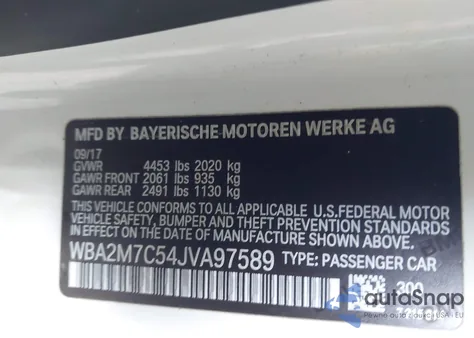 MFD BY BAYERISCHE MOTOREN WERKE AG
09/17
GVWR 4453 lbs 2020 kg
GAWR FRONT 2061 lbs 935 kg
GAWR REAR 2491 lbs 1130 kg
THIS VEHICLE CONFORMS TO ALL APPLICABLE U.S.FEDERAL MOTOR
VEHICLE SAFETY, BUMPER AND THEFT PREVENTION STANDARDS
IN EFFECT ON THE DATE OF MANUFACTURE SHOWN ABOVE.
WBA2M7C54JVA97589 TYPE: PASSENGER CAR
300
autoSnap